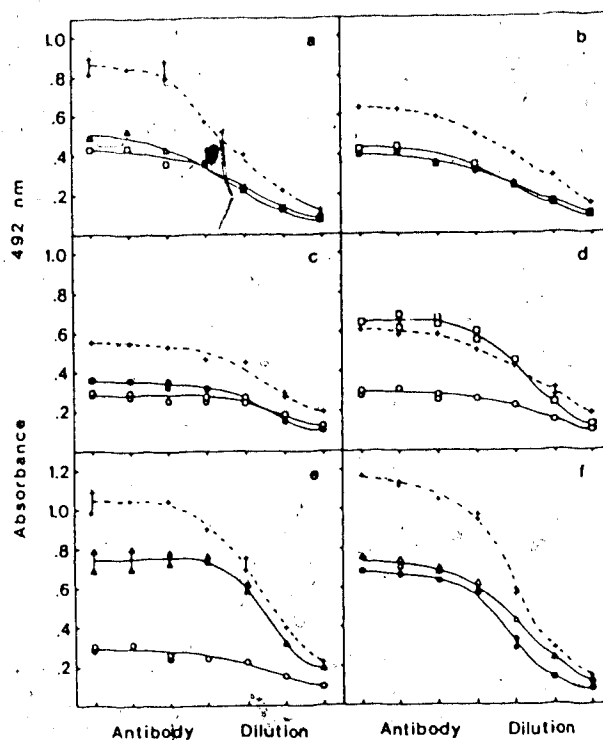 1.0
.8
.6
.4
.2
a
b
1.0
.8
.6
.4
.2
c
d
1.2
1.0
.8
.6
.4
.2
e
f
Absorbance 492 nm
Antibody Dilution
Antibody Dilution